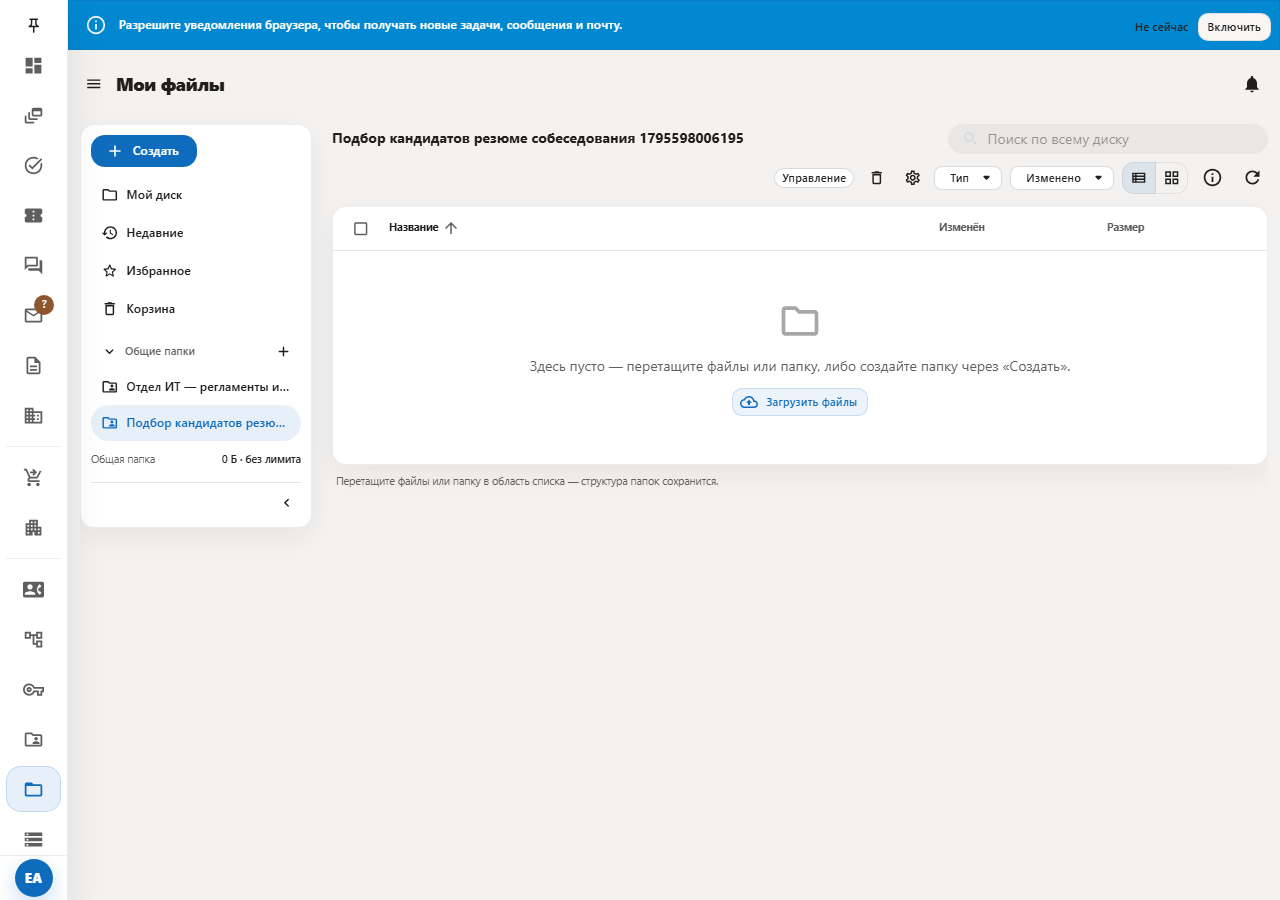 Разрешите уведомления браузера, чтобы получать новые задачи, сообщения и почту.
Не сейчас
Включить
Мои файлы
Создать
Мой диск
Недавние
Избранное
Корзина
Общие папки
Отдел ИТ — регламенты и...
Подбор кандидатов резю...
Общая папка
0 Б · без лимита
Подбор кандидатов резюме собеседования 1795598006195
Поиск по всему диску
Управление
Тип
Изменено
Название
Изменён
Размер
Здесь пусто — перетащите файлы или папку, либо создайте папку через «Создать».
Загрузить файлы
Перетащите файлы или папку в область списка — структура папок сохранится.
?
EA